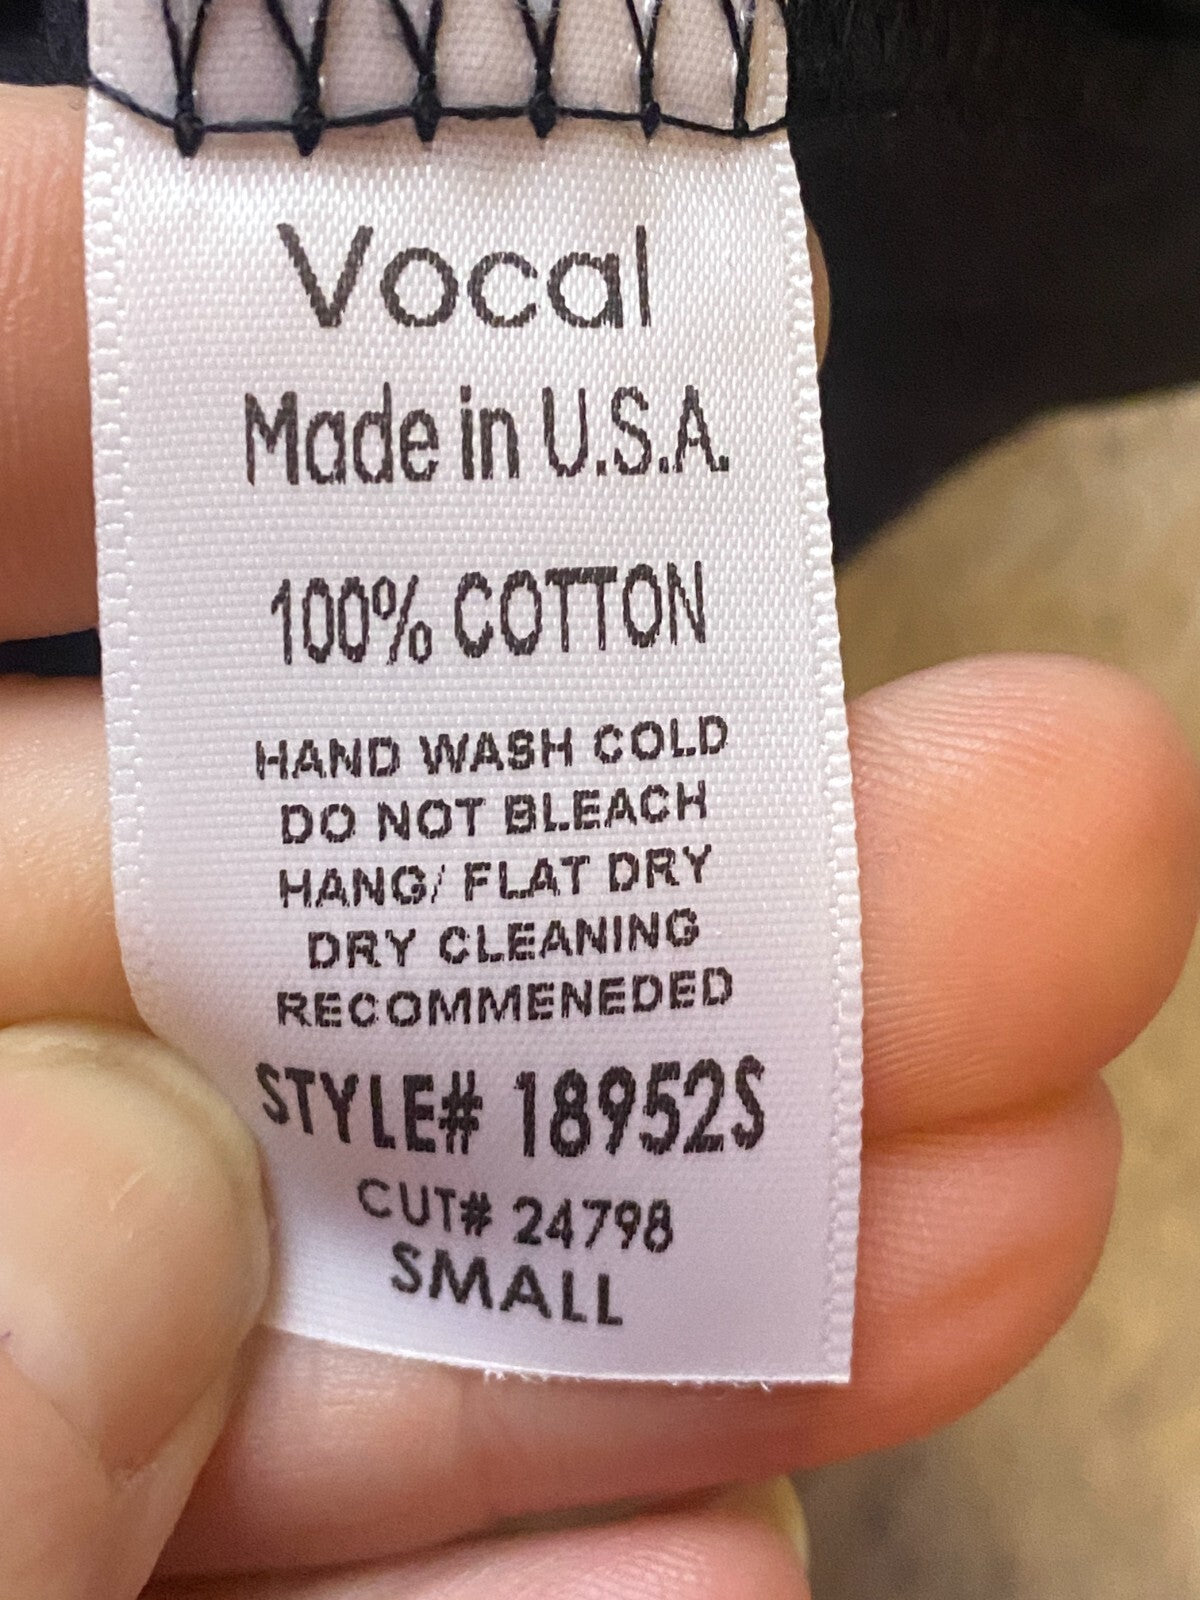 Vocal
Made in U.S.A.
100% COTTON
HAND WASH COLD
DO NOT BLEACH
HANG/ FLAT DRY
DRY CLEANING
RECOMMENEDED
STYLE# 18952S
CUT# 24798
SMALL